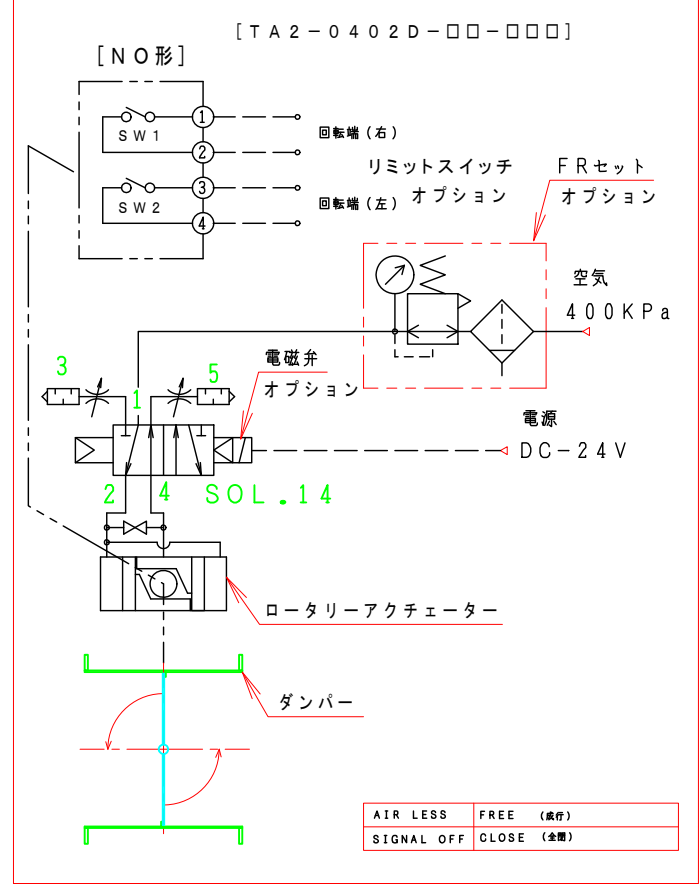 [TA2-0402D-□□-□□□]
[NO形]
1
SW1
回転端(右)
2
リミットスイッチ
オプション
FRセット
オプション
3
SW2
回転端(左)
4
空気
400KPa
電磁弁
オプション
3
1
5
電源
DC-24V
2
4
SOL.14
ロータリーアクチェーター
ダンパー
AIR LESS FREE (成行)
SIGNAL OFF CLOSE (全閉)